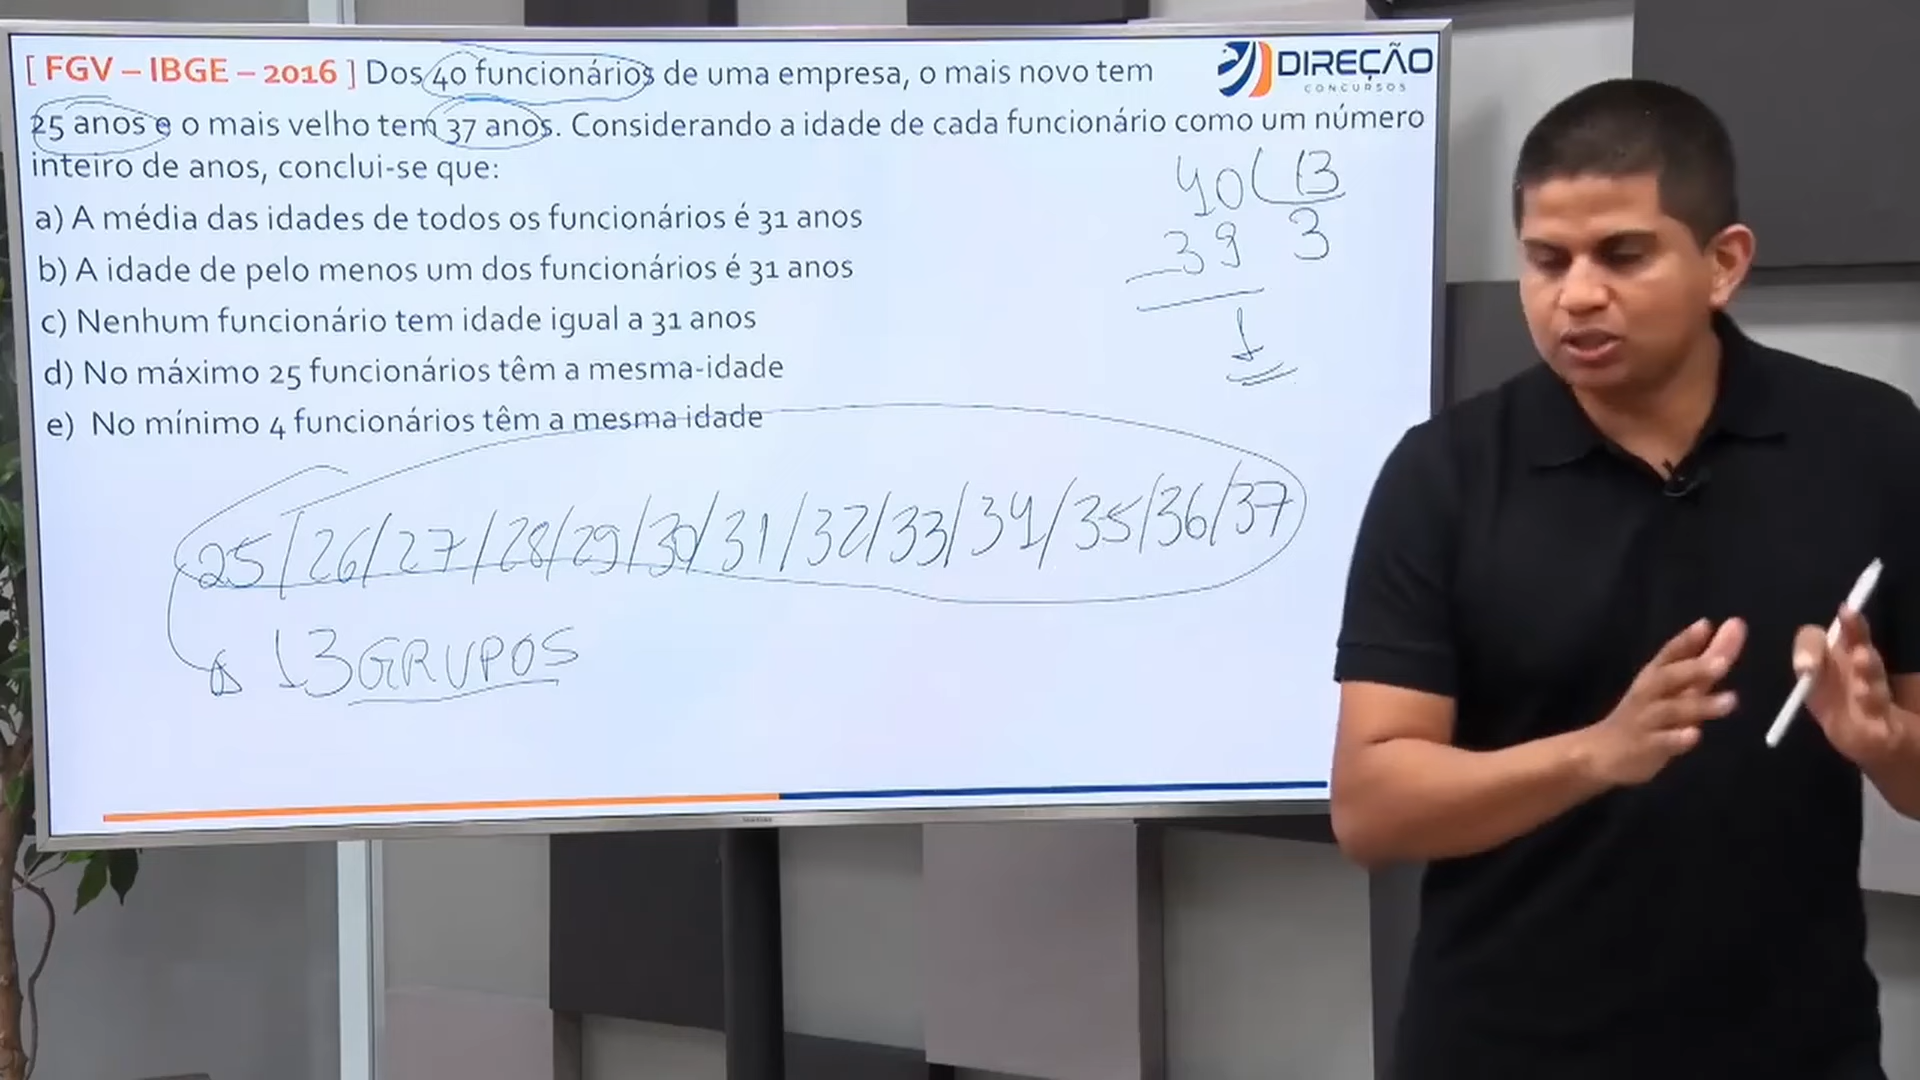 [ FGV – IBGE – 2016 ] Dos 40 funcionários de uma empresa, o mais novo tem
DIREÇÃO
CONCURSOS
25 anos e o mais velho tem 37 anos. Considerando a idade de cada funcionário como um número
inteiro de anos, conclui-se que:
40 13
a) A média das idades de todos os funcionários é 31 anos
39 3
b) A idade de pelo menos um dos funcionários é 31 anos
1
c) Nenhum funcionário tem idade igual a 31 anos
d) No máximo 25 funcionários têm a mesma idade
e) No mínimo 4 funcionários têm a mesma idade
25/26/27/28/29/30/31/32/33/34/35/36/37
13 GRUPOS